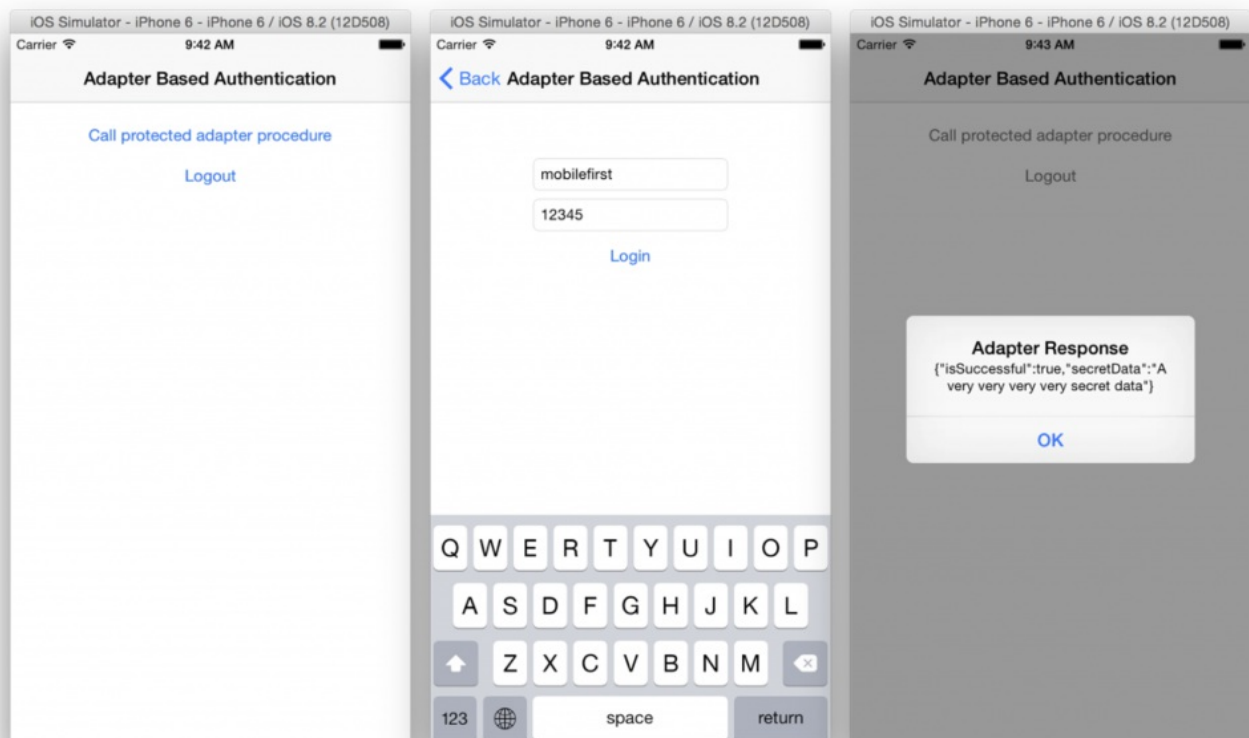 iOS Simulator - iPhone 6 - iPhone 6 / iOS 8.2 (12D508)
Carrier 9:42 AM
Adapter Based Authentication
Call protected adapter procedure
Logout
iOS Simulator - iPhone 6 - iPhone 6 / iOS 8.2 (12D508)
Carrier 9:42 AM
Back Adapter Based Authentication
mobilefirst
12345
Login
Q W E R T Y U I O P
A S D F G H J K L
Z X C V B N M
123 space return
iOS Simulator - iPhone 6 - iPhone 6 / iOS 8.2 (12D508)
Carrier 9:43 AM
Adapter Based Authentication
Call protected adapter procedure
Logout
Adapter Response
{"isSuccessful":true,"secretData":"A
very very very very secret data"}
OK